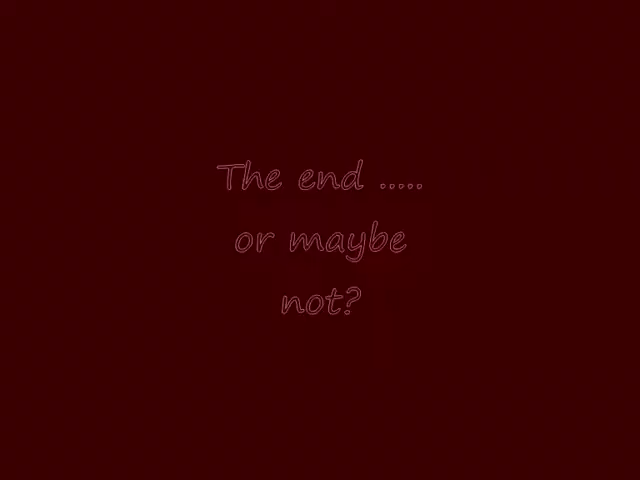 The end .....
or maybe
not?